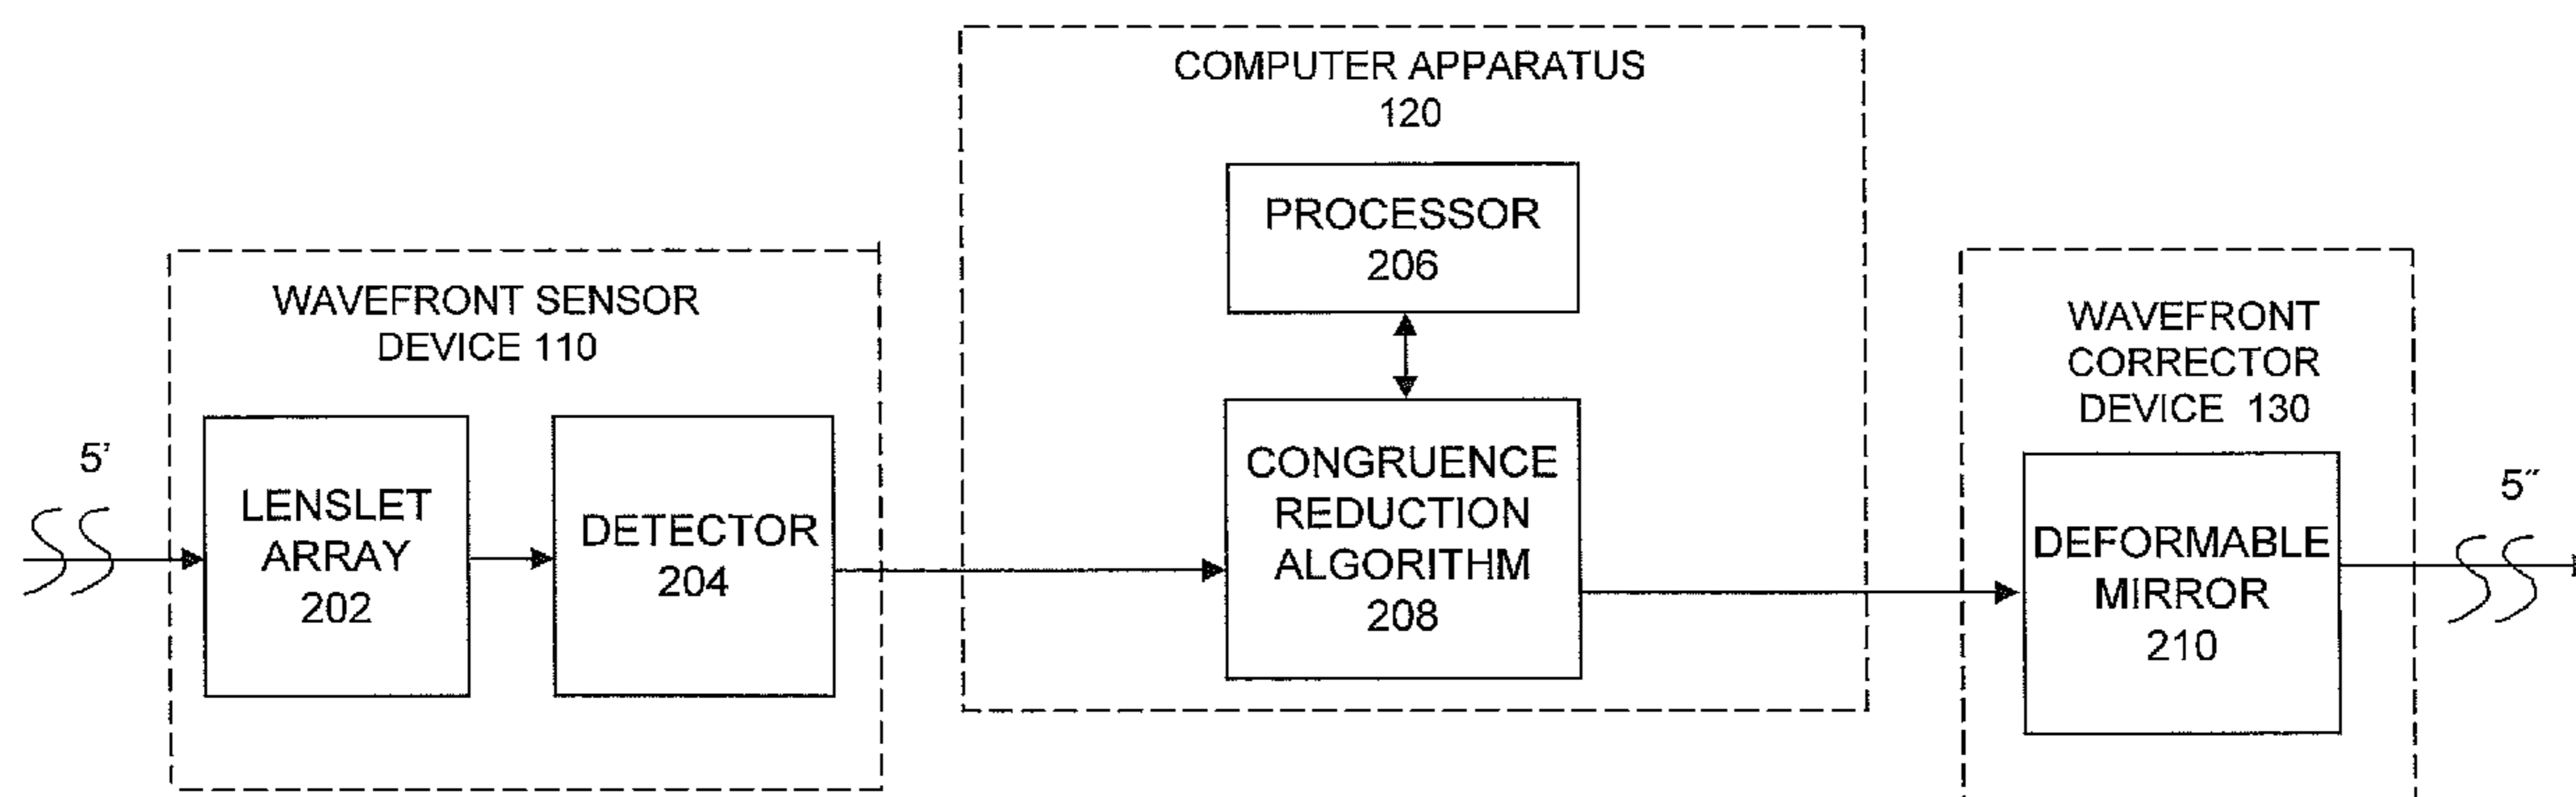 COMPUTER APPARATUS
120
PROCESSOR
206
WAVEFRONT SENSOR
DEVICE 110
WAVEFRONT
CORRECTOR
DEVICE 130
5'
LENSLET
ARRAY
202
DETECTOR
204
CONGRUENCE
REDUCTION
ALGORITHM
208
DEFORMABLE
MIRROR
210
5"